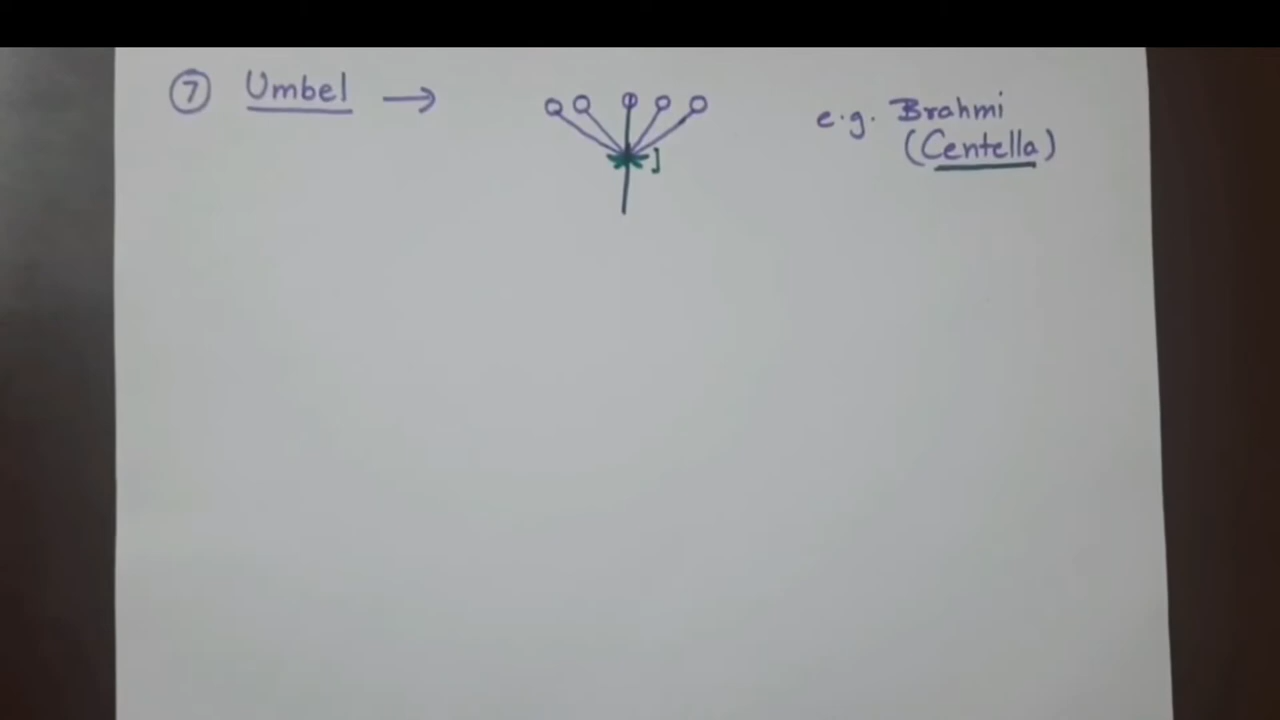 ⑦ Umbel → e.g. Brahmi
(Centella)